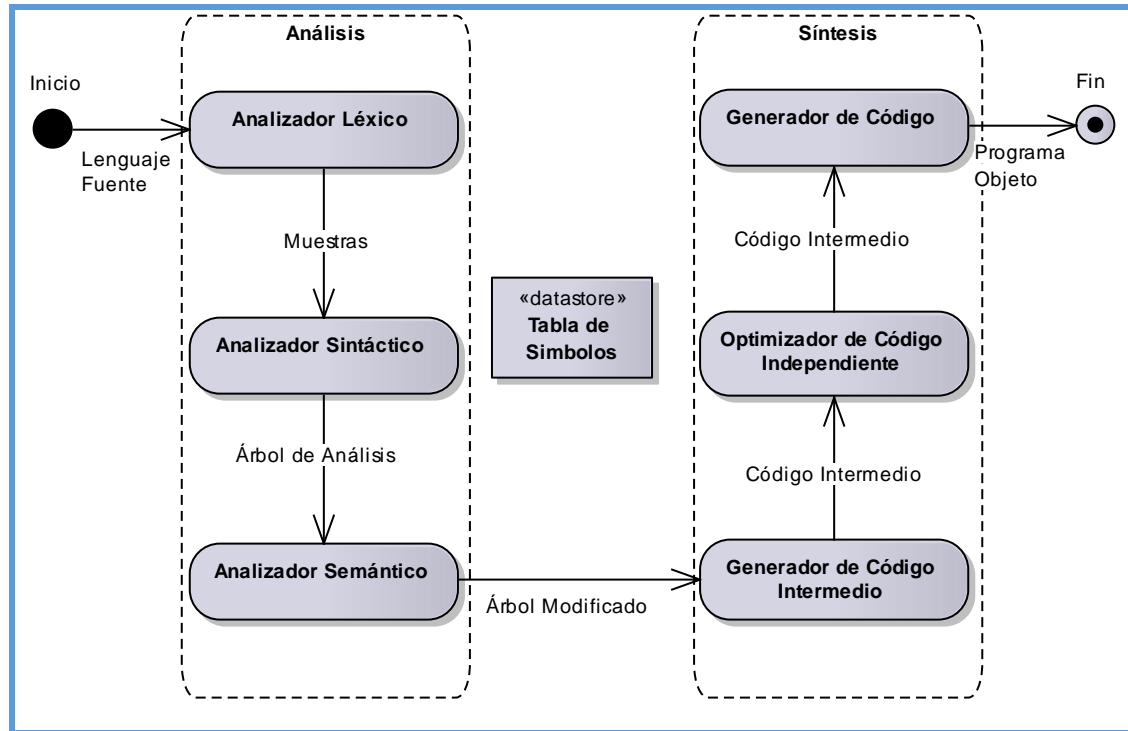 Análisis
Síntesis
Inicio
Fin
Analizador Léxico
Generador de Código
Lenguaje
Fuente
Programa
Objeto
Muestras
Código Intermedio
«datastore»
Tabla de
Simbolos
Analizador Sintáctico
Optimizador de Código
Independiente
Árbol de Análisis
Código Intermedio
Analizador Semántico
Generador de Código
Intermedio
Árbol Modificado